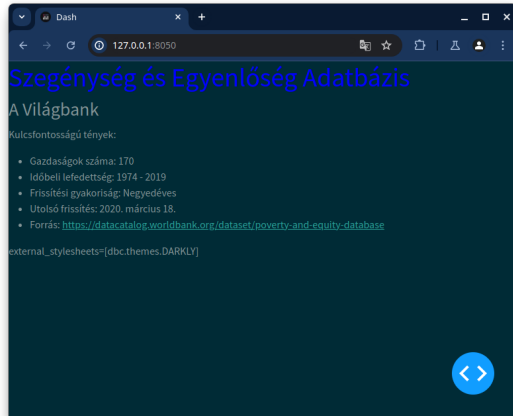 Dash
127.0.0.1:8050
Szegénység és Egyenlőség Adatbázis
A Világbank
Kulcsfontosságú tények:
Gazdaságok száma: 170
Időbeli lefedettség: 1974 - 2019
Frissítési gyakoriság: Negyedéves
Utolsó frissítés: 2020. március 18.
Forrás: https://datacatalog.worldbank.org/dataset/poverty-and-equity-database
external_stylesheets=[dbc.themes.DARKLY]